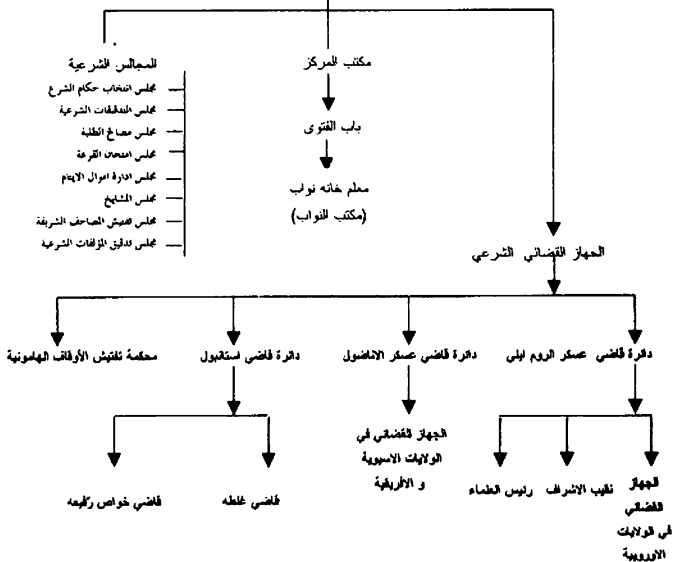 المجالس الشرعية
مجلس انتخاب حكام الشرع
مجلس التدقيقات الشرعية
مجلس مصالح الطلبة
مجلس امتحان القرعة
مجلس ادارة اموال الايتام
مجلس المشايخ
مجلس تفتيش المصاحف الشريفة
مجلس تدقيق المؤلفات الشرعية
مكتب المركز
باب الفتوى
معلم خانه نواب
(مكتب النواب)
الجهاز القضائي الشرعي
دائرة قاضي عسكر الروم ايلي
دائرة قاضي عسكر الاناضول
دائرة قاضي استانبول
محكمة تفتيش الأوقاف الهامونية
الجهاز
القضائي
في الولايات
الاوروبية
نقيب الاشراف
رئيس العلماء
الجهاز القضائي في
الولايات الاسيوية
و الافريقية
قاضي غلطه
قاضي خواص رفيعه